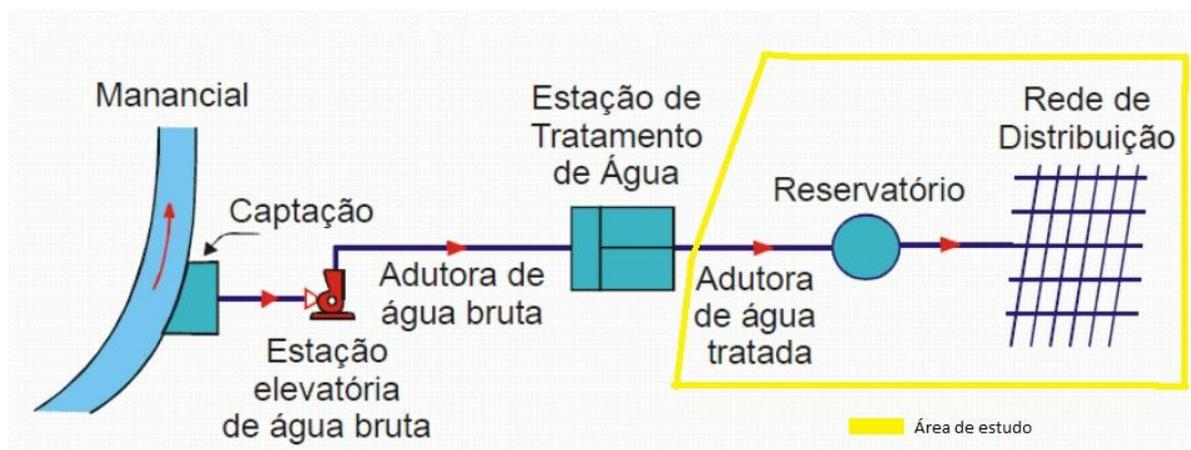 Manancial
Captação
Estação
elevatória
de água bruta
Adutora de
água bruta
Estação de
Tratamento
de Água
Adutora
de água
tratada
Reservatório
Rede de
Distribuição
Área de estudo